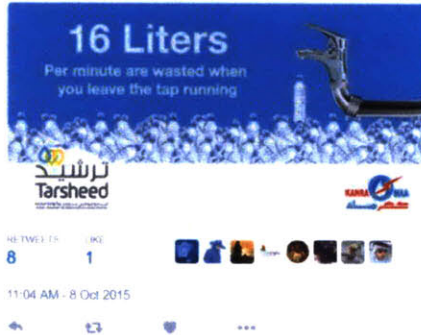 16 Liters
Per minute are wasted when
you leave the tap running
ترشيد
Tarsheed
KAHRAMAA
RETWEETS LIKE
8 1
11:04 AM - 8 Oct 2015